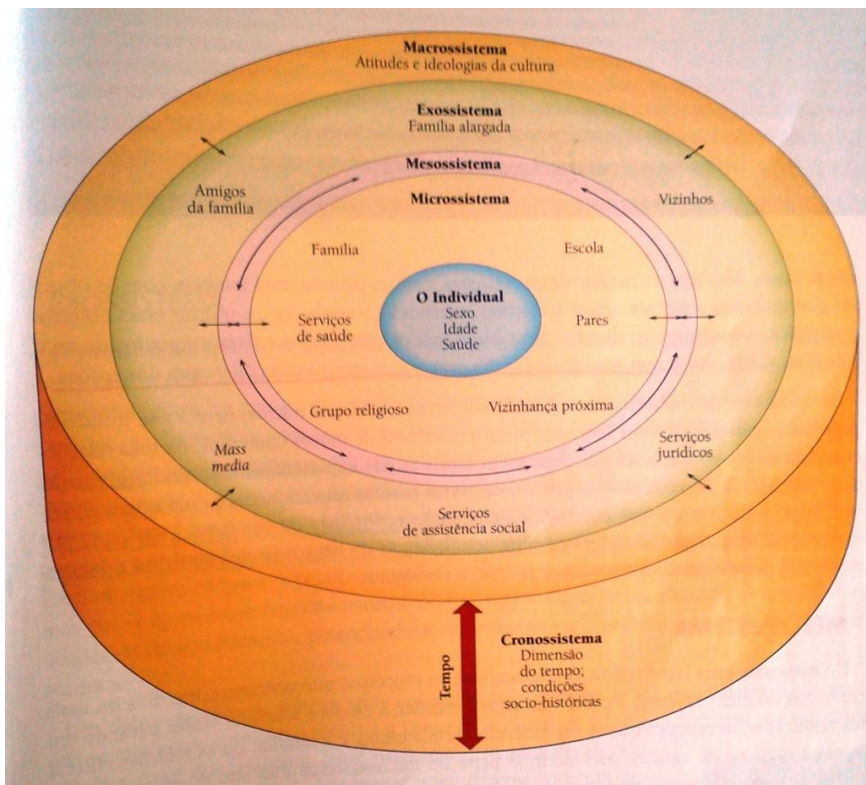 Macrossistema
Atitudes e ideologias da cultura
Exossistema
Família alargada
Mesossistema
Microssistema
Amigos
da família
Vizinhos
Família
Escola
O Individual
Sexo
Idade
Saúde
Serviços
de saúde
Pares
Grupo religioso
Vizinhança próxima
Mass
media
Serviços
jurídicos
Serviços
de assistência social
Tempo
Cronossistema
Dimensão
do tempo;
condições
socio-históricas